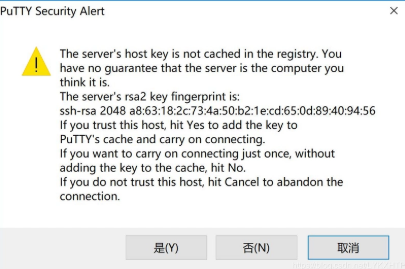 PuTTY Security Alert
The server's host key is not cached in the registry. You
have no guarantee that the server is the computer you
think it is.
The server's rsa2 key fingerprint is:
ssh-rsa 2048 a8:63:18:2c:73:4a:50:b2:1e:cd:65:0d:89:40:94:56
If you trust this host, hit Yes to add the key to
PuTTY's cache and carry on connecting.
If you want to carry on connecting just once, without
adding the key to the cache, hit No.
If you do not trust this host, hit Cancel to abandon the
connection.
是(Y) 否(N) 取消